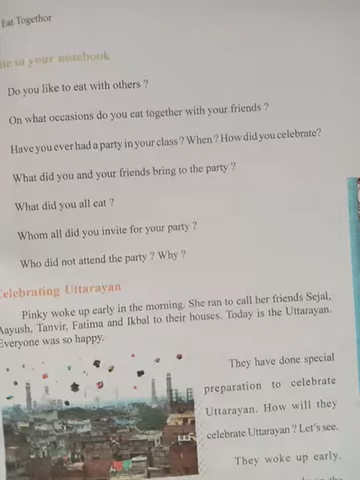 Eat Togethor
in your notebook
Do you like to eat with others ?
On what occasions do you eat together with your friends ?
Have you ever had a party in your class ? When ? How did you celebrate?
What did you and your friends bring to the party ?
What did you all eat ?
Whom all did you invite for your party ?
Who did not attend the party ? Why ?
Celebrating Uttarayan
Pinky woke up early in the morning. She ran to call her friends Sejal,
Aayush, Tanvir, Fatima and Ikbal to their houses. Today is the Uttarayan.
Everyone was so happy.
They have done special
preparation to celebrate
Uttarayan. How will they
celebrate Uttarayan ? Let's see.
They woke up early.